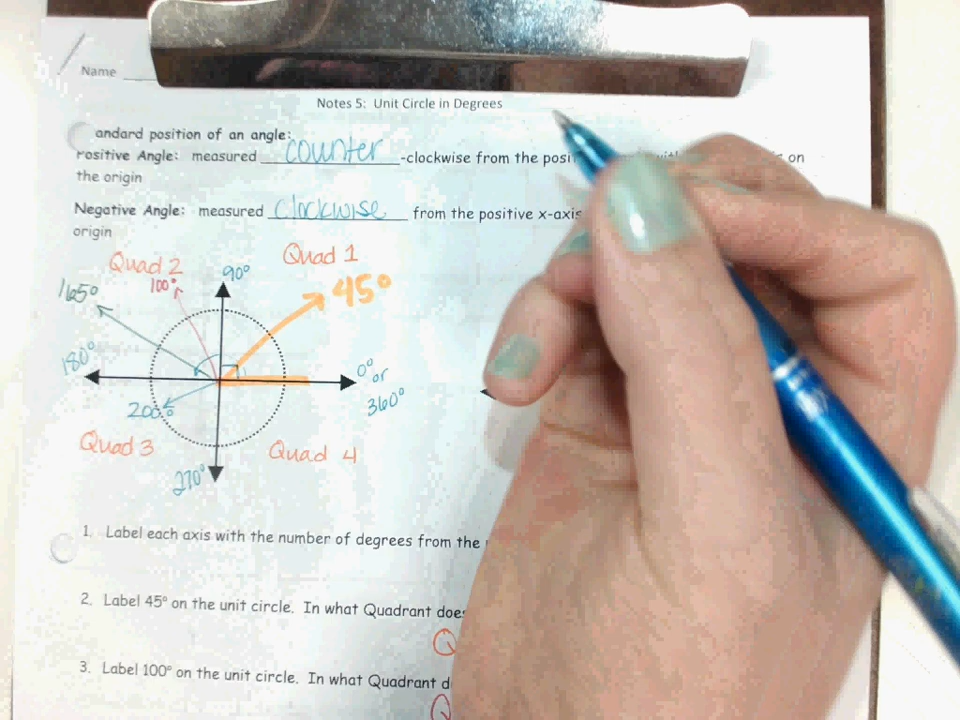 Name
Notes 5: Unit Circle in Degrees
andard position of an angle:
Positive Angle: measured counter -clockwise from the posi on
the origin
Negative Angle: measured clockwise from the positive x-axis
origin
Quad 2 Quad 1
90°
100°
45°
165°
180°
0° or
360°
200°
Quad 3 Quad 4
270°
1. Label each axis with the number of degrees from the
2. Label 45° on the unit circle. In what Quadrant does
Q
3. Label 100° on the unit circle. In what Quadrant d
Q